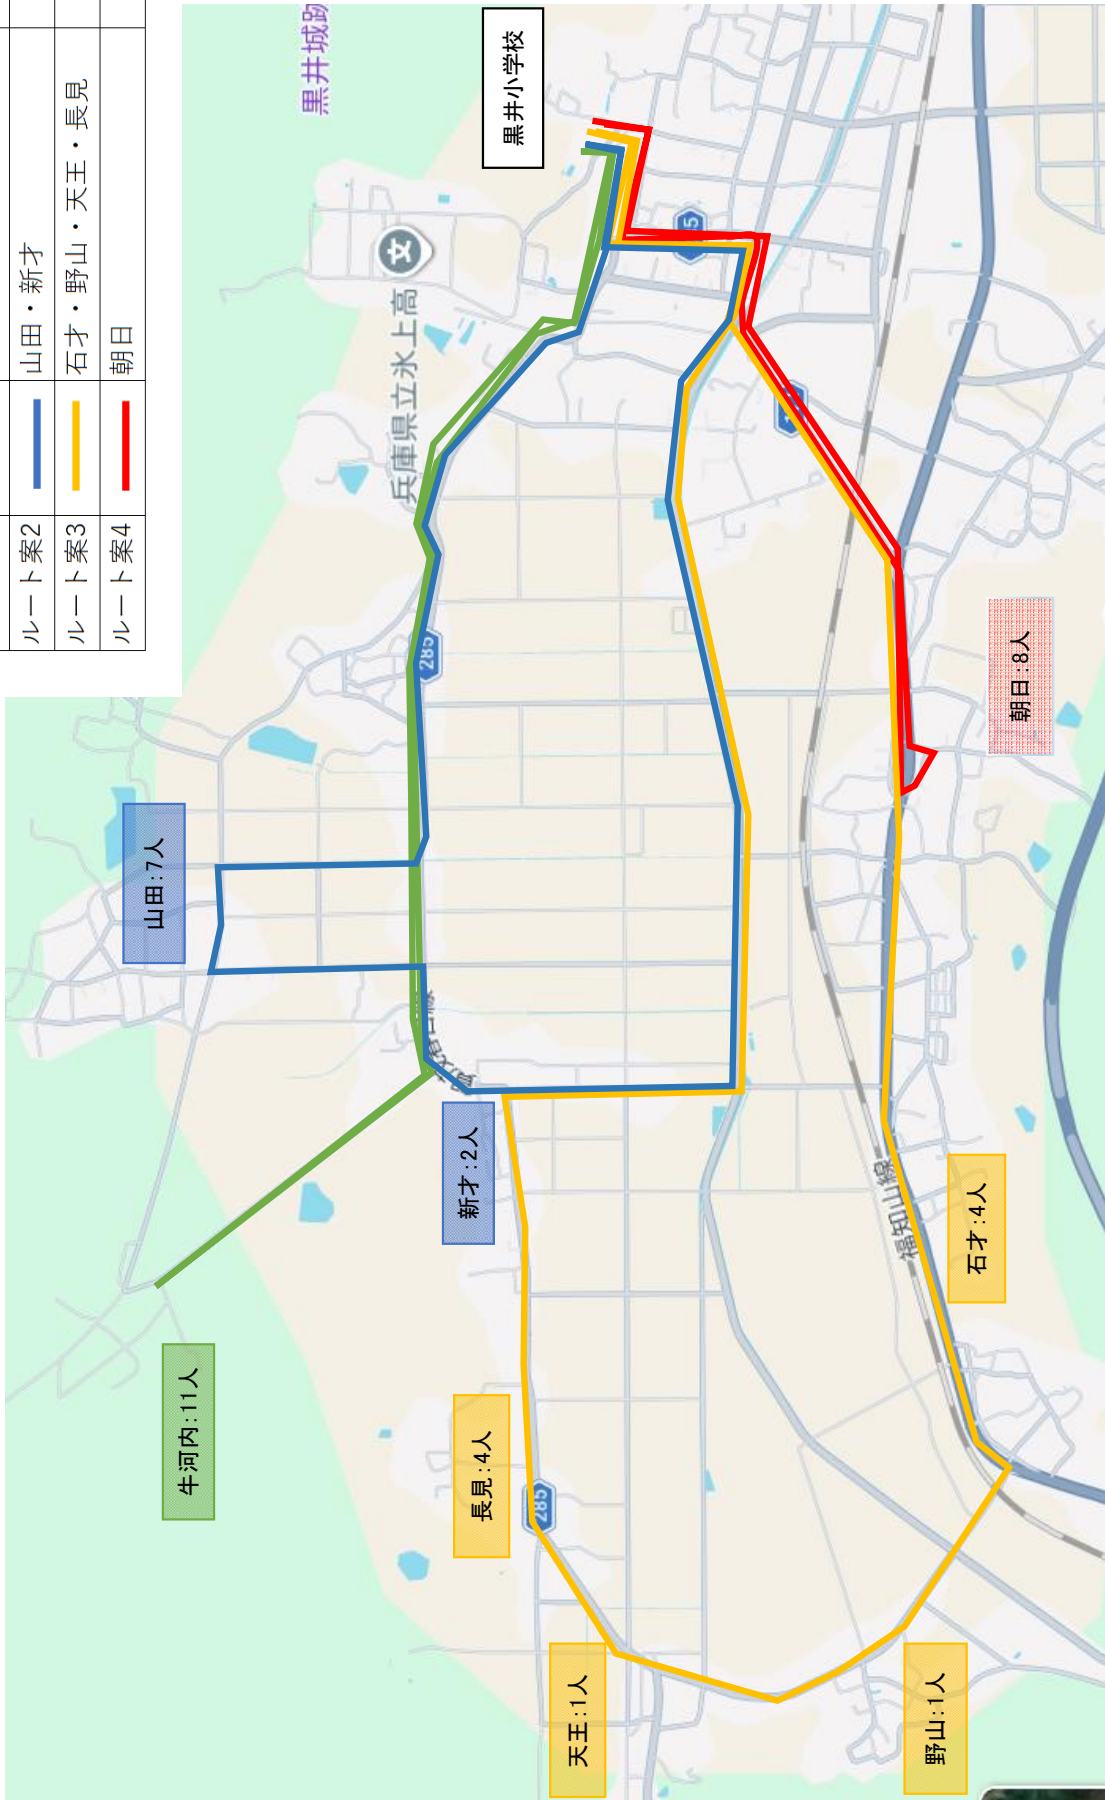 ルート案2 山田・新才
ルート案3 石才・野山・天王・長見
ルート案4 朝日
黒井城跡
黒井小学校
兵庫県立氷上高
文
285
山田:7人
朝日:8人
新才:2人
福知山線
石才:4人
牛河内:11人
長見:4人
285
天王:1人
野山:1人